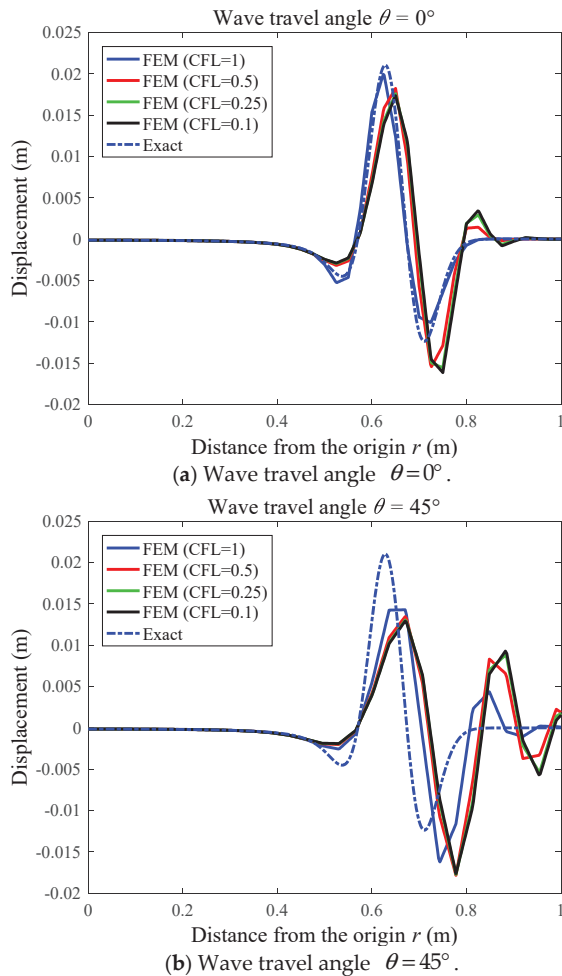 Wave travel angle θ = 0°
0.025
0.02
0.015
0.01
0.005
0
-0.005
-0.01
-0.015
-0.02
Displacement (m)
FEM (CFL=1)
FEM (CFL=0.5)
FEM (CFL=0.25)
FEM (CFL=0.1)
Exact
0 0.2 0.4 0.6 0.8 1
Distance from the origin r (m)
(a) Wave travel angle θ=0°.
Wave travel angle θ = 45°
0.025
0.02
0.015
0.01
0.005
0
-0.005
-0.01
-0.015
-0.02
Displacement (m)
FEM (CFL=1)
FEM (CFL=0.5)
FEM (CFL=0.25)
FEM (CFL=0.1)
Exact
0 0.2 0.4 0.6 0.8 1
Distance from the origin r (m)
(b) Wave travel angle θ=45°.